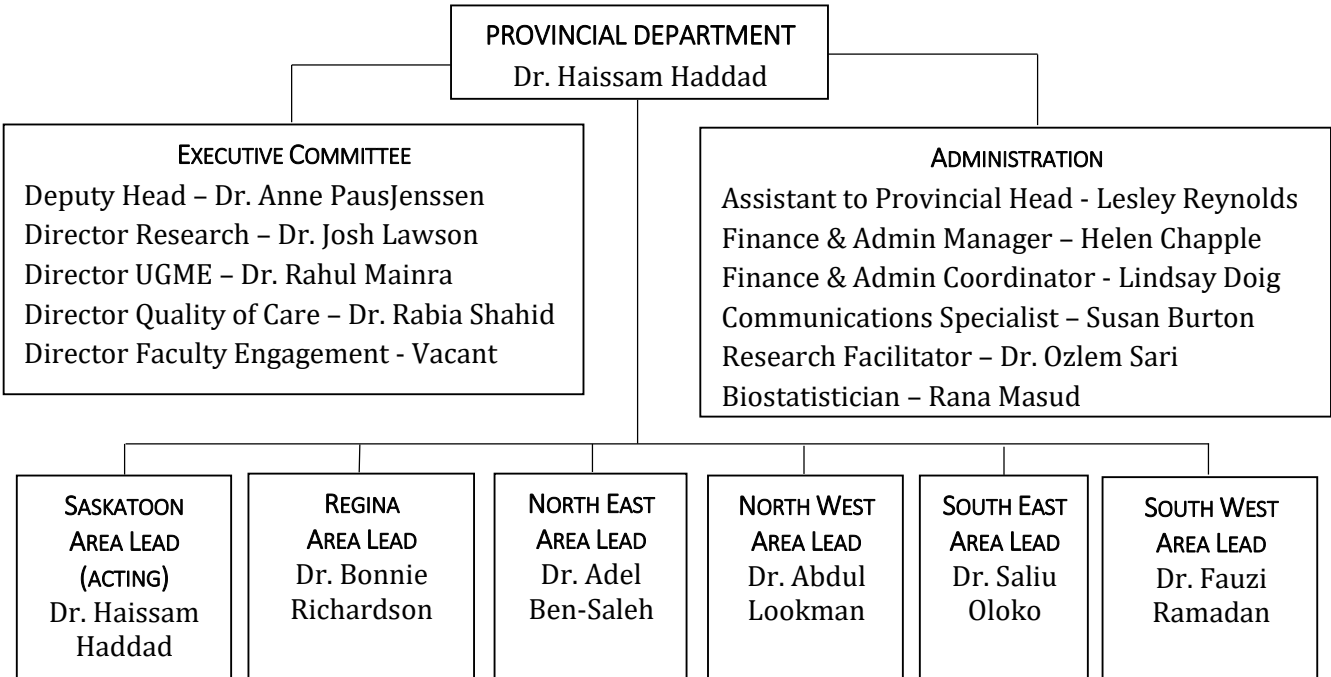 PROVINCIAL DEPARTMENT
Dr. Haissam Haddad
EXECUTIVE COMMITTEE
Deputy Head – Dr. Anne PausJenssen
Director Research – Dr. Josh Lawson
Director UGME – Dr. Rahul Mainra
Director Quality of Care – Dr. Rabia Shahid
Director Faculty Engagement - Vacant
ADMINISTRATION
Assistant to Provincial Head - Lesley Reynolds
Finance & Admin Manager – Helen Chapple
Finance & Admin Coordinator - Lindsay Doig
Communications Specialist – Susan Burton
Research Facilitator – Dr. Ozlem Sari
Biostatistician – Rana Masud
SASKATOON
AREA LEAD
(ACTING)
Dr. Haissam
Haddad
REGINA
AREA LEAD
Dr. Bonnie
Richardson
NORTH EAST
AREA LEAD
Dr. Adel
Ben-Saleh
NORTH WEST
AREA LEAD
Dr. Abdul
Lookman
SOUTH EAST
AREA LEAD
Dr. Saliu
Oloko
SOUTH WEST
AREA LEAD
Dr. Fauzi
Ramadan